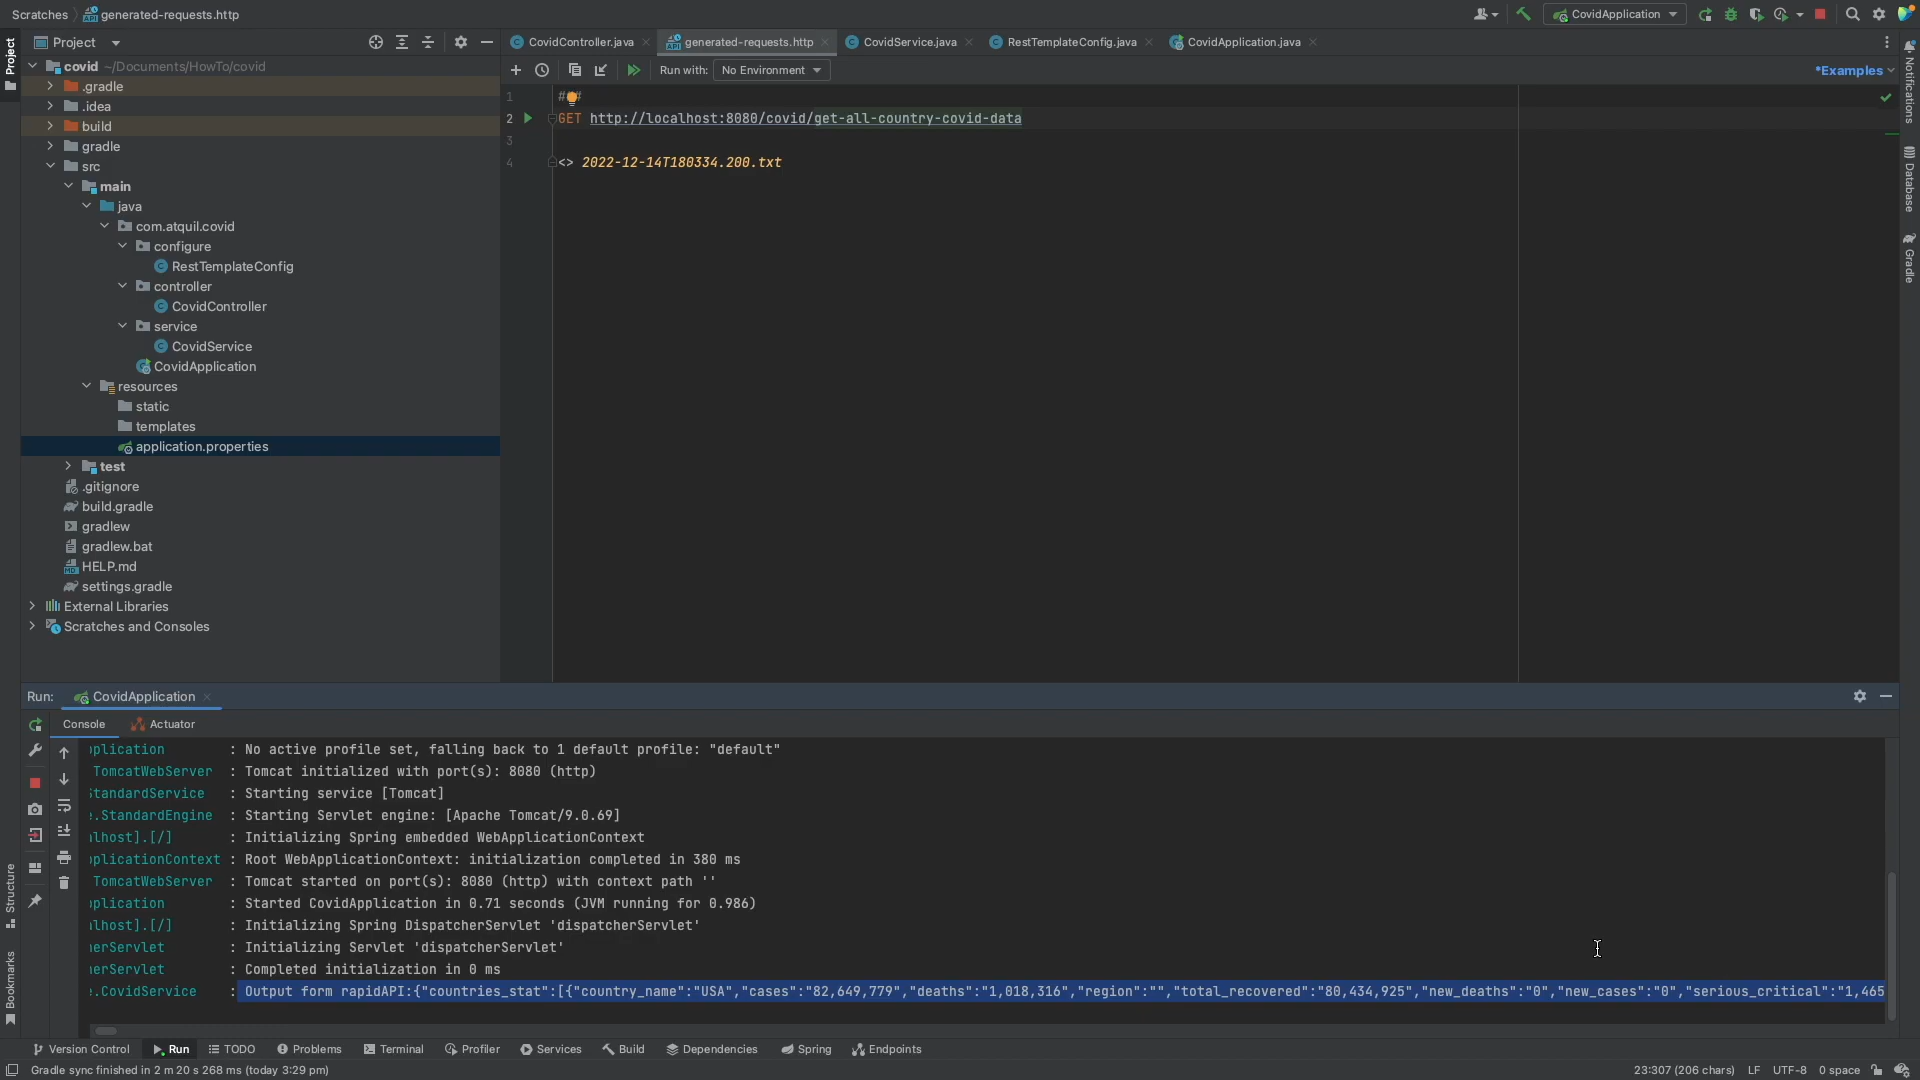 Scratches generated-requests.http
CovidApplication
Project
CovidController.java generated-requests.http CovidService.java RestTemplateConfig.java CovidApplication.java
Run with: No Environment
*Examples
Project
covid ~/Documents/HowTo/covid
.gradle
.idea
build
gradle
src
main
java
com.atquil.covid
configure
RestTemplateConfig
controller
CovidController
service
CovidService
CovidApplication
resources
static
templates
application.properties
test
.gitignore
build.gradle
gradlew
gradlew.bat
HELP.md
settings.gradle
External Libraries
Scratches and Consoles
1
2 GET http://localhost:8080/covid/get-all-country-covid-data
3
4 <> 2022-12-14T180334.200.txt
Notifications
Database
Gradle
Run: CovidApplication
Console Actuator
plication : No active profile set, falling back to 1 default profile: "default"
TomcatWebServer : Tomcat initialized with port(s): 8080 (http)
StandardService : Starting service [Tomcat]
.StandardEngine : Starting Servlet engine: [Apache Tomcat/9.0.69]
lhost].[/] : Initializing Spring embedded WebApplicationContext
plicationContext : Root WebApplicationContext: initialization completed in 380 ms
TomcatWebServer : Tomcat started on port(s): 8080 (http) with context path ''
plication : Started CovidApplication in 0.71 seconds (JVM running for 0.986)
lhost].[/] : Initializing Spring DispatcherServlet 'dispatcherServlet'
erServlet : Initializing Servlet 'dispatcherServlet'
erServlet : Completed initialization in 0 ms
.CovidService : Output form rapidAPI:{"countries_stat":[{"country_name":"USA","cases":"82,649,779","deaths":"1,018,316","region":"","total_recovered":"80,434,925","new_deaths":"0","new_cases":"0","serious_critical":"1,465
Structure
Bookmarks
Version Control Run TODO Problems Terminal Profiler Services Build Dependencies Spring Endpoints
Gradle sync finished in 2 m 20 s 268 ms (today 3:29 pm)
23:307 (206 chars) LF UTF-8 0 space